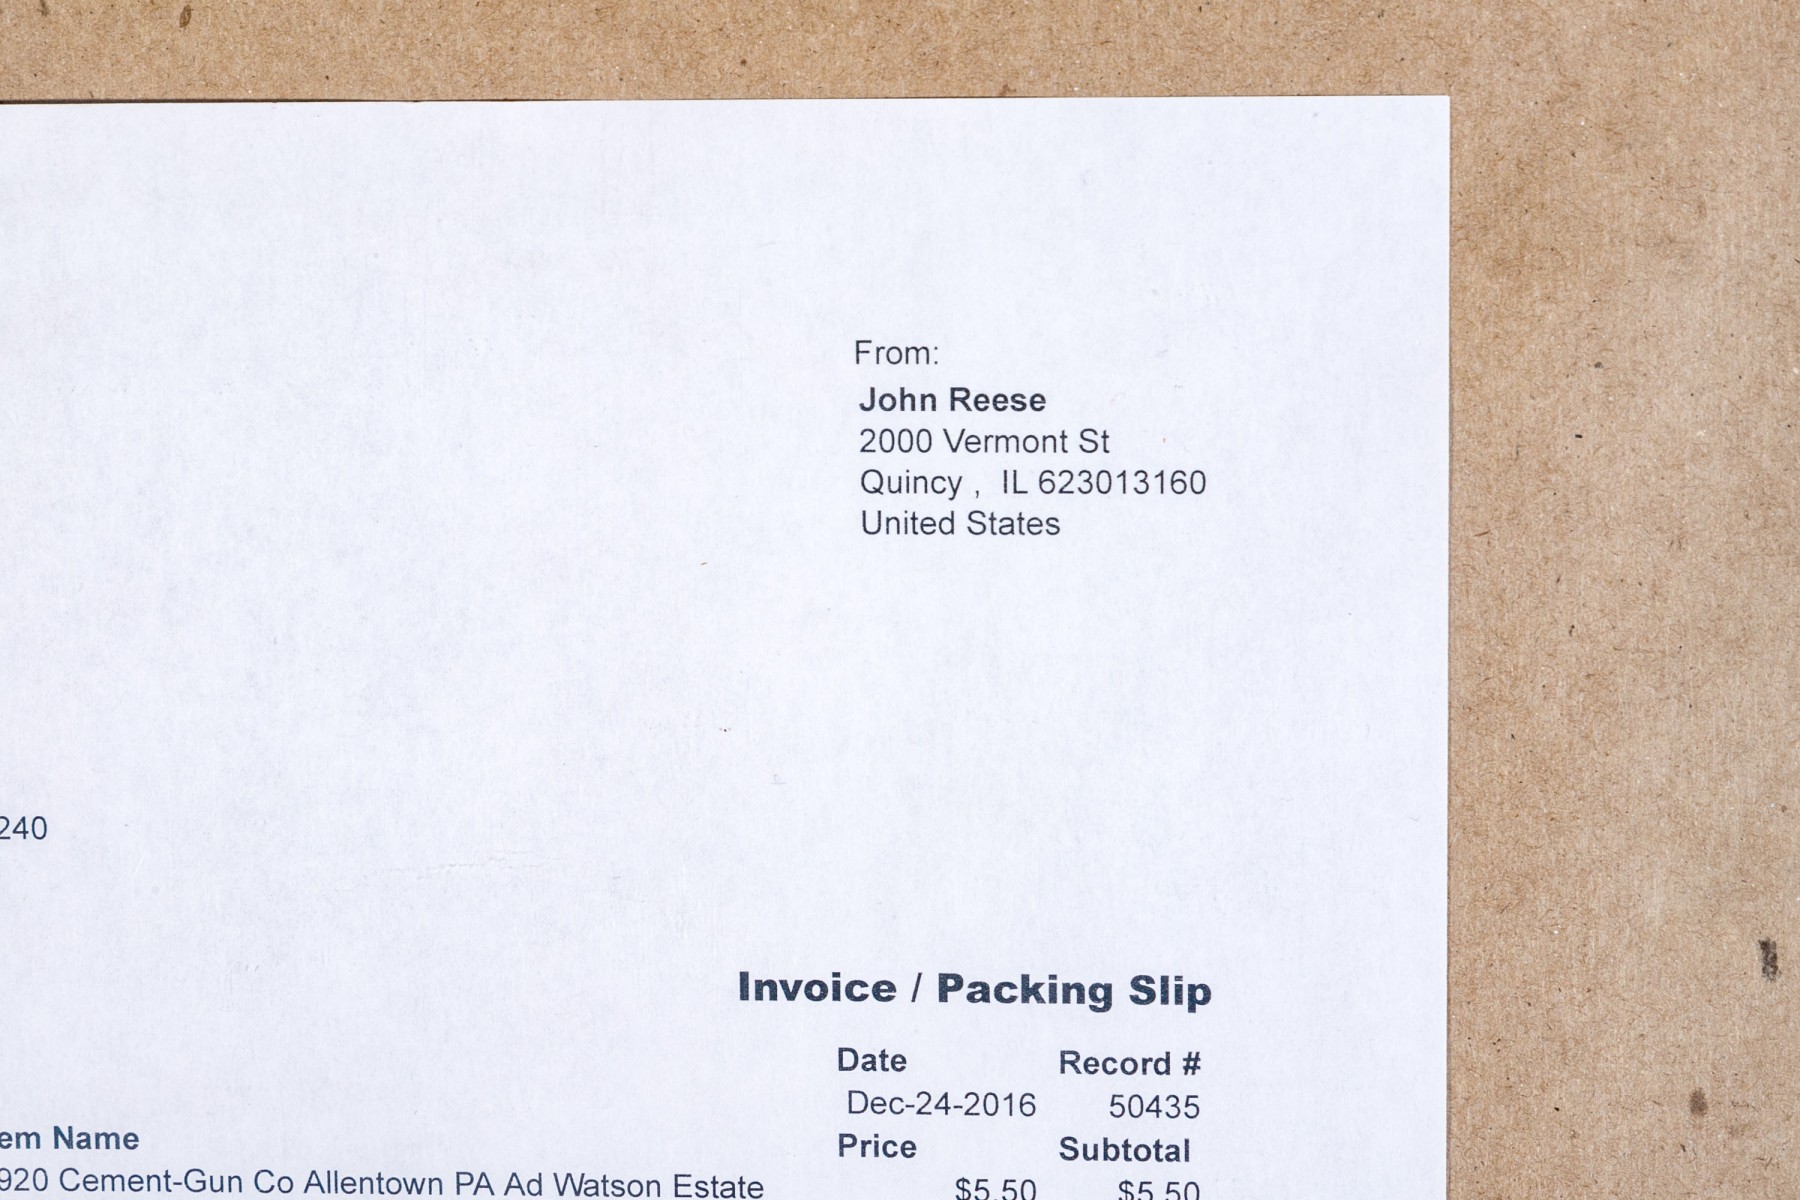 From:
John Reese
2000 Vermont St
Quincy , IL 623013160
United States
240
Invoice / Packing Slip
Date Record #
Dec-24-2016 50435
em Name Price Subtotal
920 Cement-Gun Co Allentown PA Ad Watson Estate $5.50 $5.50